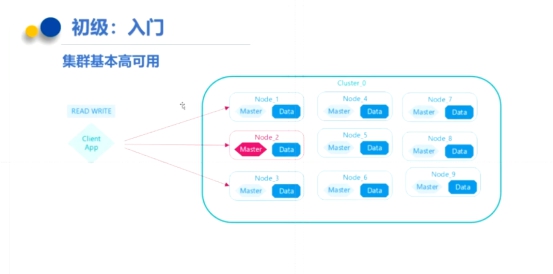 初级：入门
集群基本高可用
Cluster_0
READ WRITE
Client
App
Node_1
Master
Data
Node_4
Master
Data
Node_7
Master
Data
Node_2
Master
Data
Node_5
Master
Data
Node_8
Master
Data
Node_3
Master
Data
Node_6
Master
Data
Node_9
Master
Data